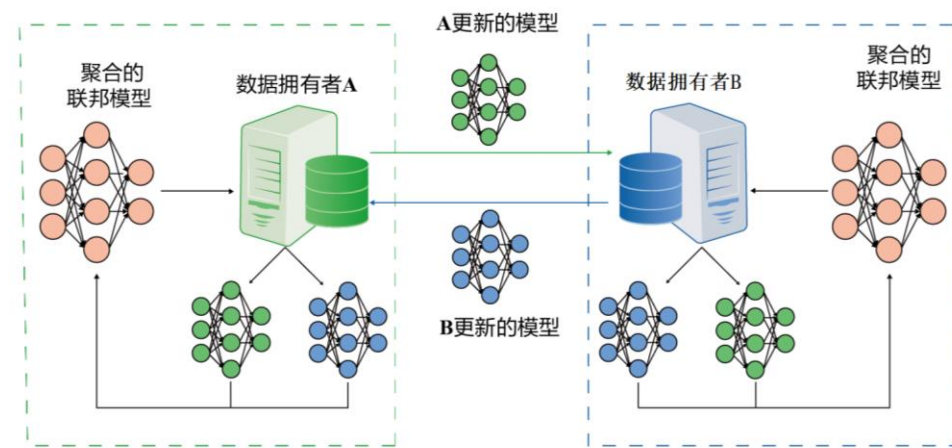 A更新的模型
聚合的
联邦模型
数据拥有者A
数据拥有者B
聚合的
联邦模型
B更新的模型